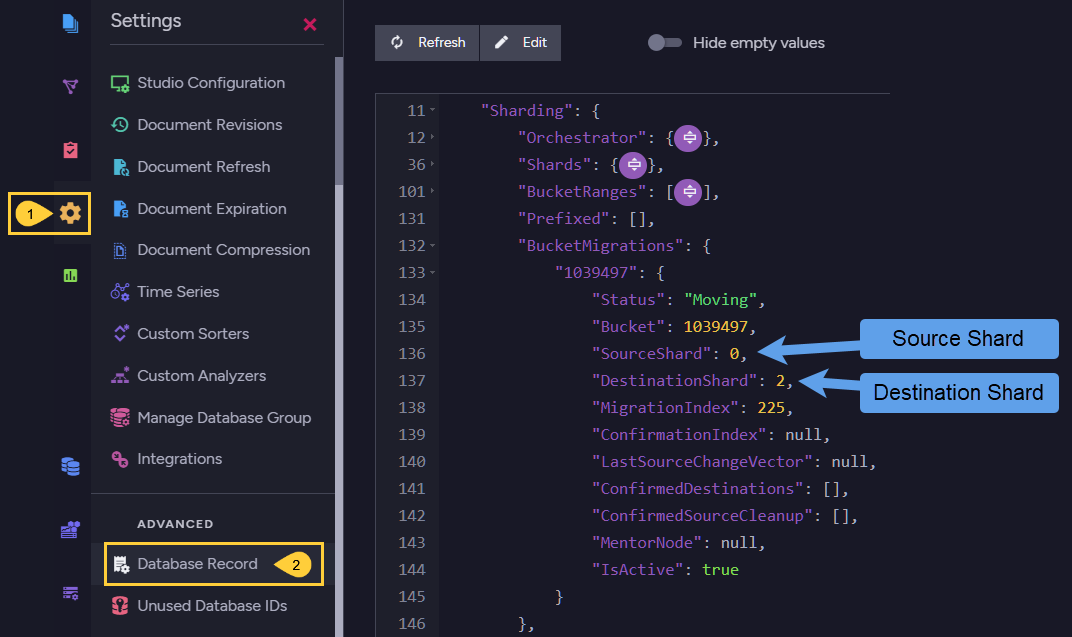 Settings
Studio Configuration
Document Revisions
Document Refresh
Document Expiration
Document Compression
Time Series
Custom Sorters
Custom Analyzers
Manage Database Group
Integrations
ADVANCED
Database Record
Unused Database IDs
1
2
Refresh
Edit
Hide empty values
11 "Sharding": {
12 "Orchestrator": {},
36 "Shards": {},
101 "BucketRanges": [],
131 "Prefixed": [],
132 "BucketMigrations": {
133 "1039497": {
134 "Status": "Moving",
135 "Bucket": 1039497,
136 "SourceShard": 0,
137 "DestinationShard": 2,
138 "MigrationIndex": 225,
139 "ConfirmationIndex": null,
140 "LastSourceChangeVector": null,
141 "ConfirmedDestinations": [],
142 "ConfirmedSourceCleanup": [],
143 "MentorNode": null,
144 "IsActive": true
145 }
146 },
Source Shard
Destination Shard